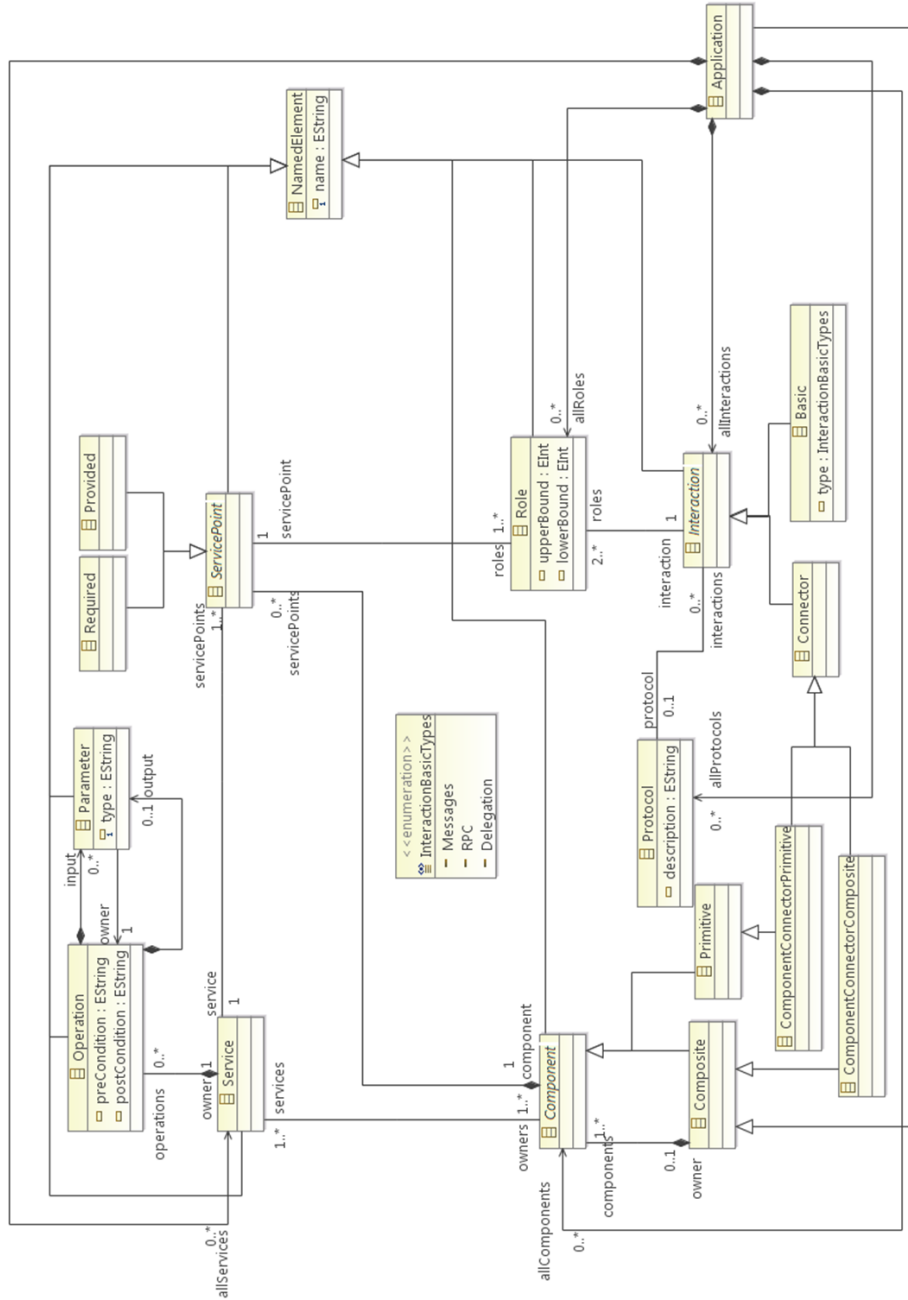 Application
NamedElement
name : EString
Required
Provided
ServicePoint
servicePoints
1..*
0..*
servicePoints
1
servicePoint
Parameter
type : EString
input
0..*
0..1
output
owner
1
Operation
preCondition : EString
postCondition : EString
operations
0..*
owner
1
Service
service
1
services
1..*
0..*
allServices
<<enumeration>>
InteractionBasicTypes
Messages
RPC
Delegation
roles
1..*
Role
upperBound : EInt
lowerBound : EInt
0..*
allRoles
2..*
roles
interaction
1
Interaction
0..*
interactions
0..*
allInteractions
Basic
type : InteractionBasicTypes
Connector
Protocol
description : EString
protocol
0..1
0..*
allProtocols
Component
1
component
owners
1..*
allComponents
0..*
components
1..*
0..1
owner
Composite
Primitive
ComponentConnectorPrimitive
ComponentConnectorComposite